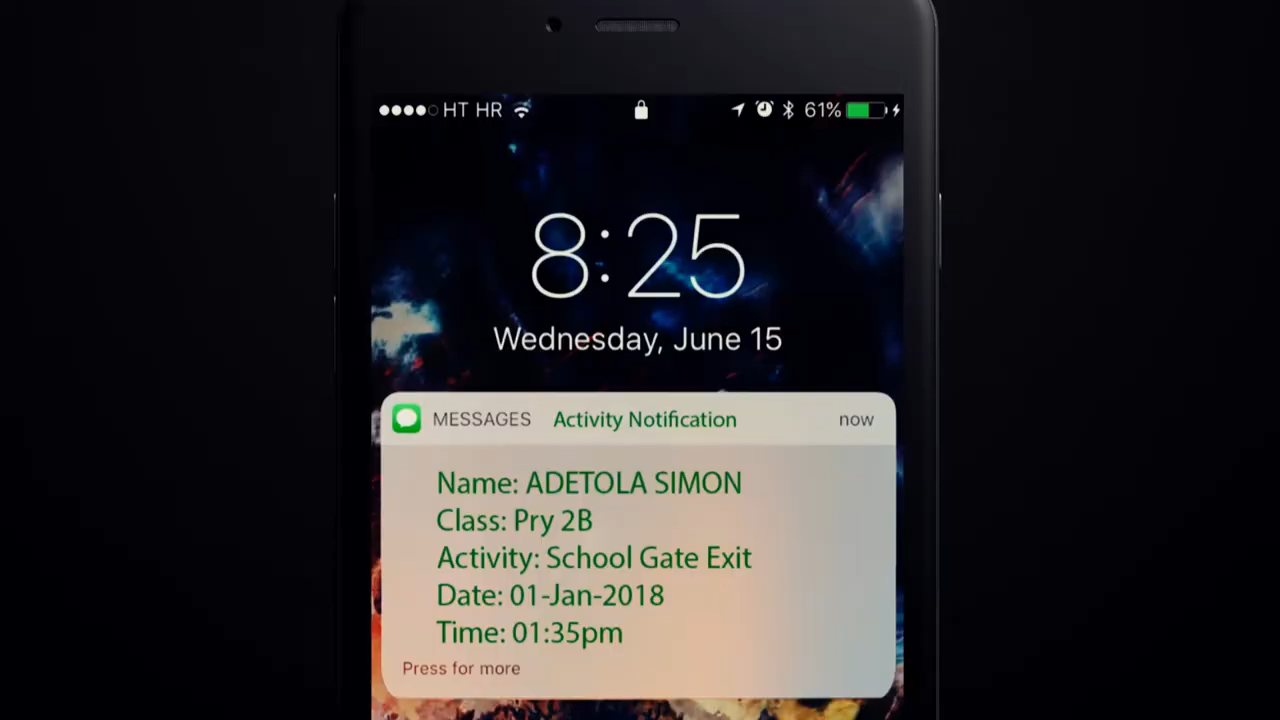 HT HR 61%
8:25
Wednesday, June 15
MESSAGES Activity Notification now
Name: ADETOLA SIMON
Class: Pry 2B
Activity: School Gate Exit
Date: 01-Jan-2018
Time: 01:35pm
Press for more